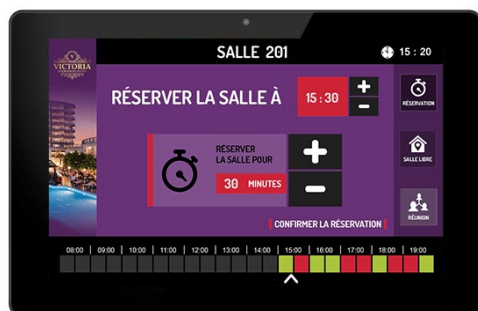 SALLE 201
15 : 20
V
VICTORIA
RÉSERVER LA SALLE À
15 : 30
+
-
RÉSERVATION
RÉSERVER
LA SALLE POUR
30 MINUTES
+
-
SALLE LIBRE
CONFIRMER LA RÉSERVATION
RÉUNION
08:00 | 09:00 | 10:00 | 11:00 | 12:00 | 13:00 | 14:00 | 15:00 | 16:00 | 17:00 | 18:00 | 19:00